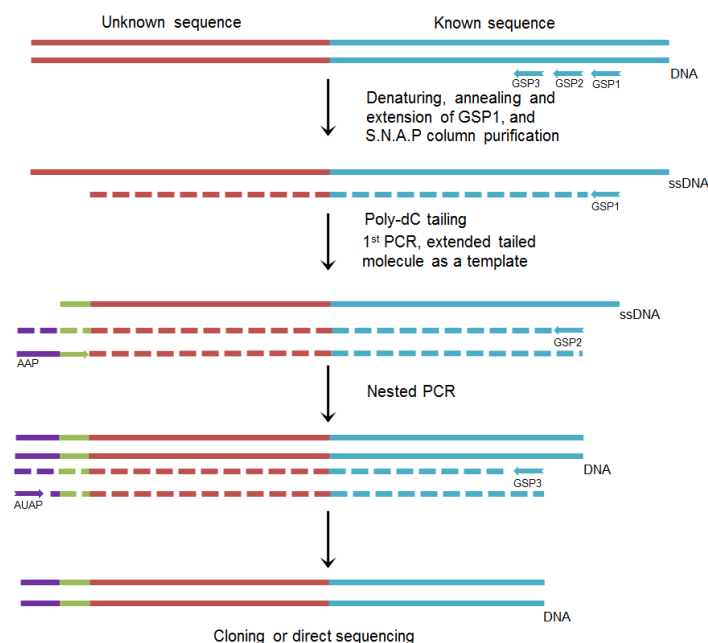 Unknown sequence
Known sequence
DNA
GSP3
GSP2
GSP1
Denaturing, annealing and
extension of GSP1, and
S.N.A.P column purification
ssDNA
GSP1
Poly-dC tailing
1st PCR, extended tailed
molecule as a template
ssDNA
GSP2
AAP
Nested PCR
DNA
GSP3
AUAP
DNA
Cloning or direct sequencing